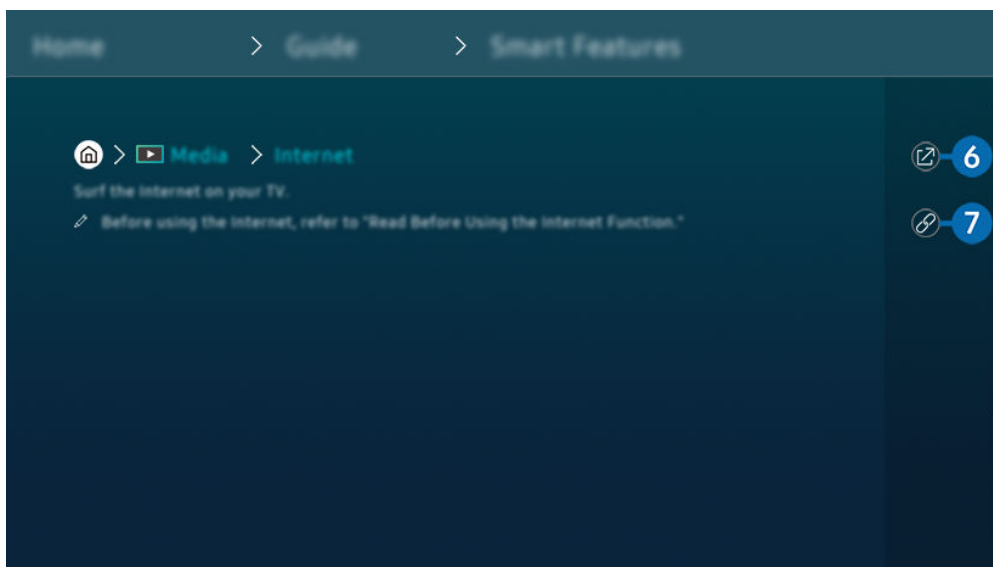 Home > Guide > Smart Features
> Media > Internet
6
Surf the Internet on your TV.
Before using the Internet, refer to "Read Before Using the Internet Function."
7